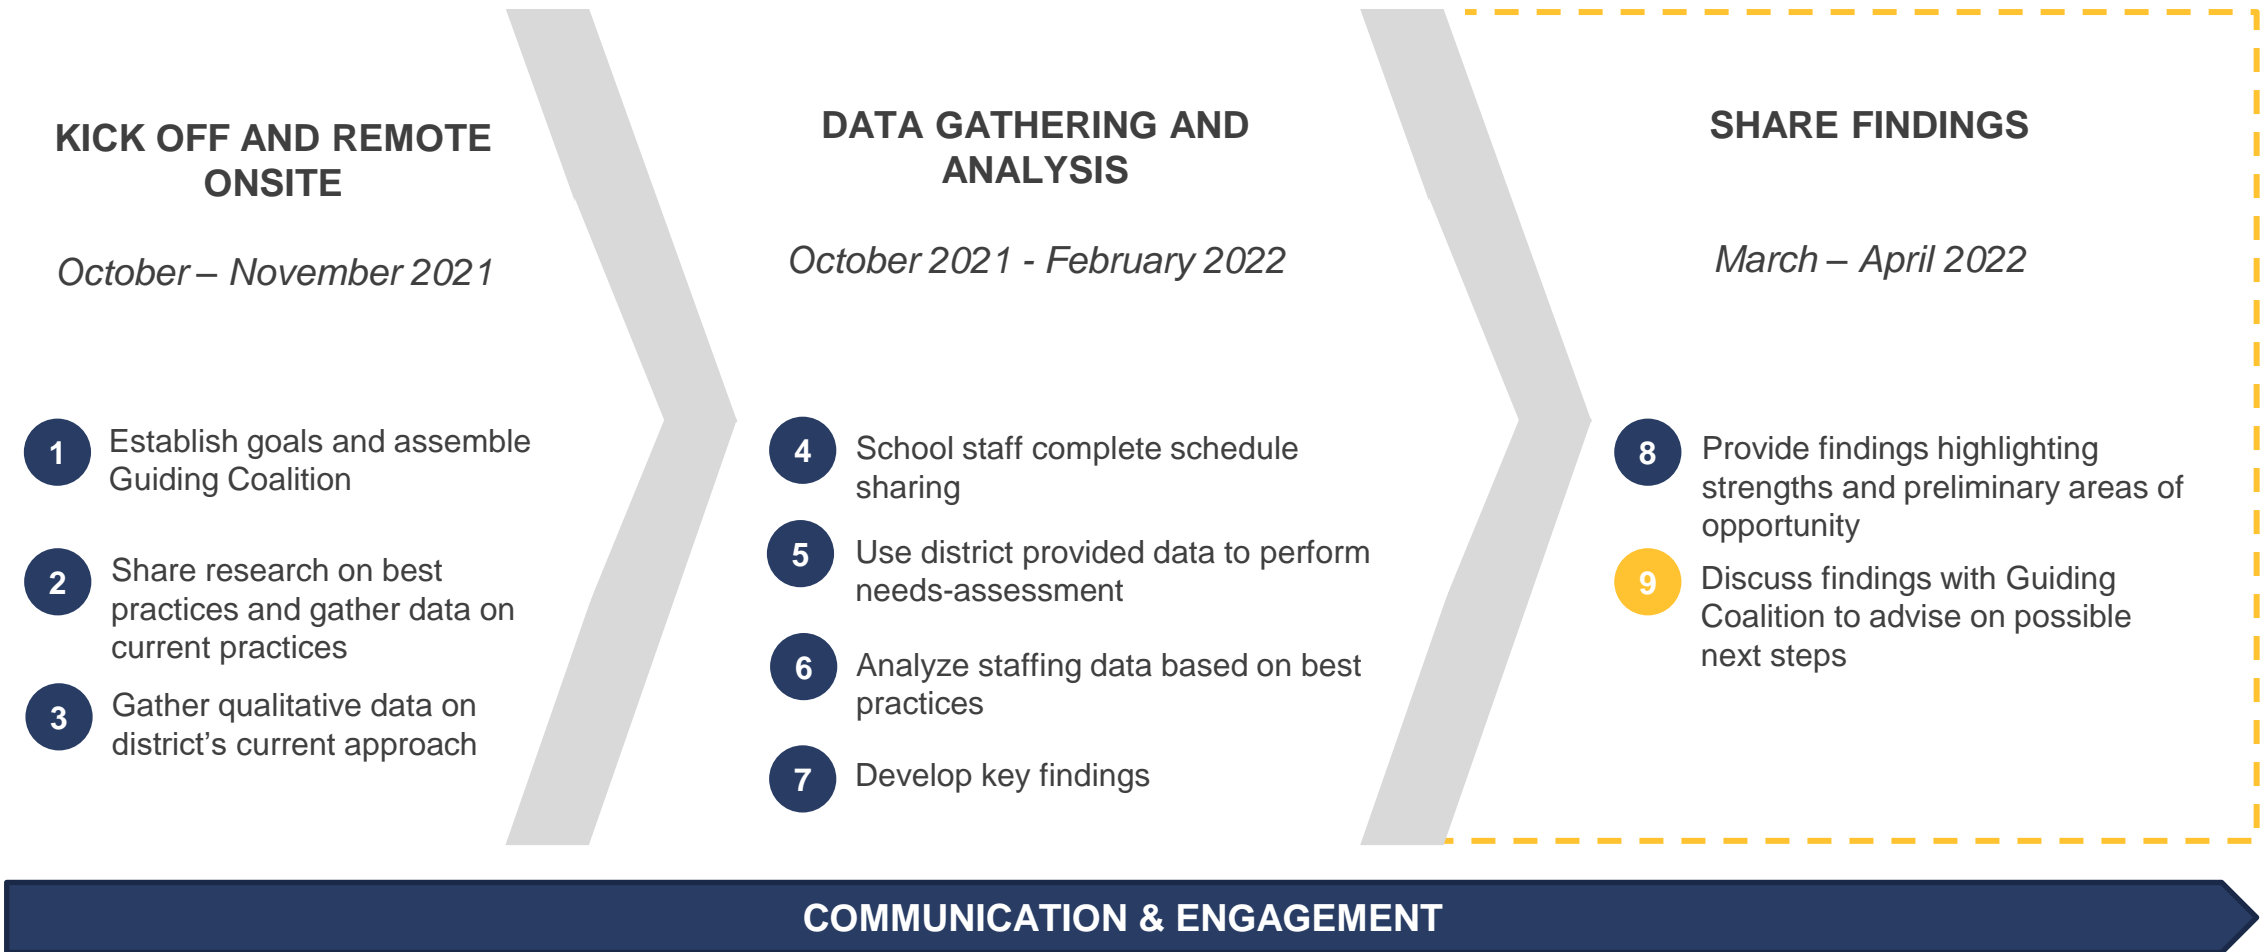 KICK OFF AND REMOTE
ONSITE
October – November 2021
1
Establish goals and assemble
Guiding Coalition
2
Share research on best
practices and gather data on
current practices
3
Gather qualitative data on
district’s current approach
DATA GATHERING AND
ANALYSIS
October 2021 - February 2022
4
School staff complete schedule
sharing
5
Use district provided data to perform
needs-assessment
6
Analyze staffing data based on best
practices
7
Develop key findings
SHARE FINDINGS
March – April 2022
8
Provide findings highlighting
strengths and preliminary areas of
opportunity
9
Discuss findings with Guiding
Coalition to advise on possible
next steps
COMMUNICATION & ENGAGEMENT